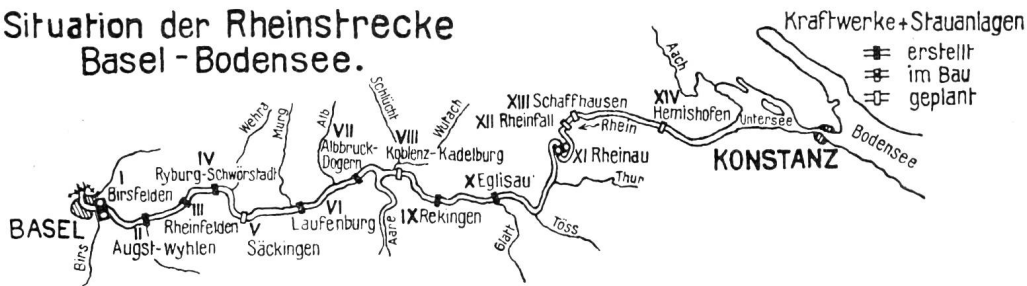 Situation der Rheinstrecke
Basel-Bodensee.
Kraftwerke+Stauanlagen
erstellt
im Bau
geplant
BASEL
Birs
I
Birsfelden
II
Augst-Wyhlen
III
Rheinfelden
IV
Ryburg-Schwörstadt
Wehra
V
Säckingen
Murg
VI
Laufenburg
Alb
VII
Albbruck-
Dogern
Schlücht
VIII
Koblenz-Kadelburg
Wutach
Aare
IX Rekingen
X Eglisau
Glatt
Töss
Thur
XI Rheinau
XII Rheinfall
XIII Schaffhausen
Rhein
Aach
XIV
Hemishofen
Untersee
KONSTANZ
Bodensee